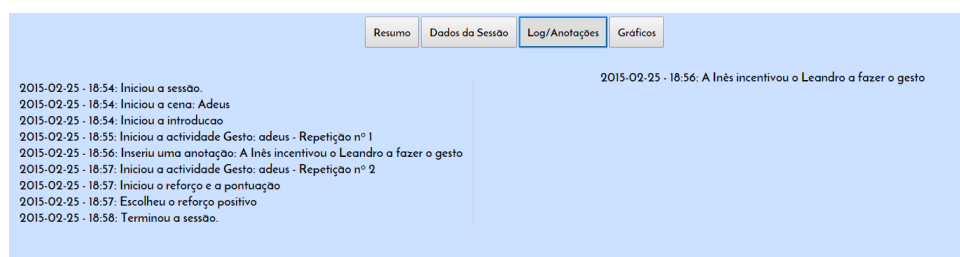 Resumo Dados da Sessão Log/Anotações Gráficos
2015-02-25 - 18:54: Iniciou a sessão.
2015-02-25 - 18:54: Iniciou a cena: Adeus
2015-02-25 - 18:54: Iniciou a introducao
2015-02-25 - 18:55: Iniciou a actividade Gesto: adeus - Repetição nº 1
2015-02-25 - 18:56: Inseriu uma anotação: A Inês incentivou o Leandro a fazer o gesto
2015-02-25 - 18:57: Iniciou a actividade Gesto: adeus - Repetição nº 2
2015-02-25 - 18:57: Iniciou o reforço e a pontuação
2015-02-25 - 18:57: Escolheu o reforço positivo
2015-02-25 - 18:58: Terminou a sessão.
2015-02-25 - 18:56: A Inês incentivou o Leandro a fazer o gesto